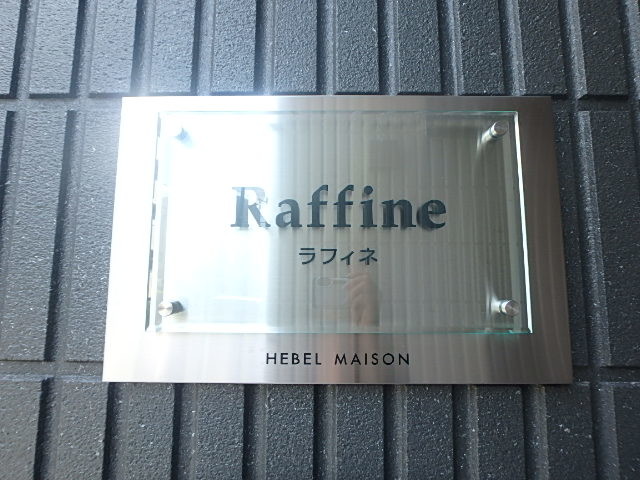 Raffine
ラフィネ
HEBEL MAISON